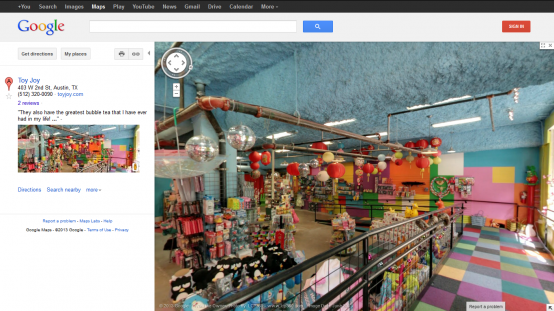 +You Search Images Maps Play YouTube News Gmail Drive Calendar More
Google
SIGN IN
Get directions My places
A
Toy Joy
403 W 2nd St, Austin, TX
(512) 320-0090 · toyjoy.com
2 reviews
"They also have the greatest bubble tea that I have ever
had in my life! ..." -
Directions Search nearby more
Report a problem - Maps Labs - Help
Google Maps - ©2013 Google - Terms of Use - Privacy
Report a problem